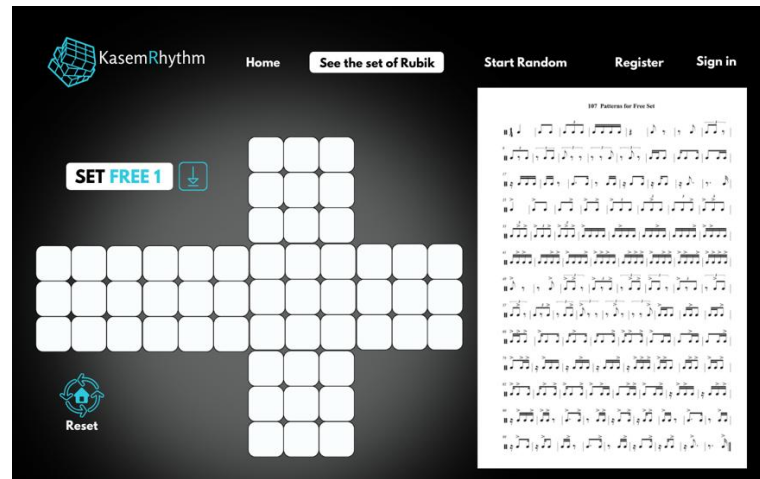 KasemRhythm
Home
See the set of Rubik
Start Random
Register
Sign in
107 Patterns for Free Set
SET FREE 1
Reset